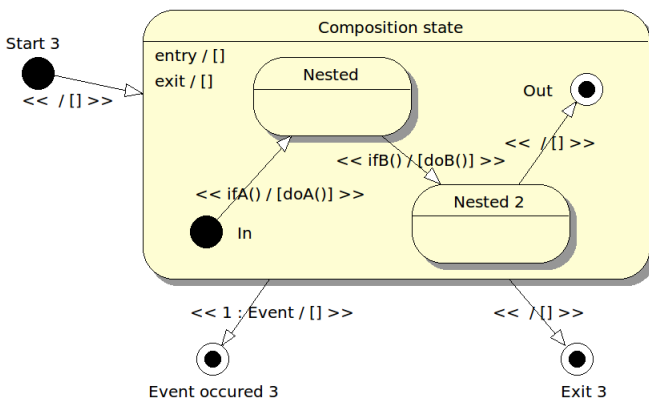 Composition state
Start 3
entry / []
exit / []
Nested
Out
<<  / [] >>
<<  / [] >>
<< ifB() / [doB()] >>
<< ifA() / [doA()] >>
Nested 2
In
<< 1 : Event / [] >>
<<  / [] >>
Event occured 3
Exit 3